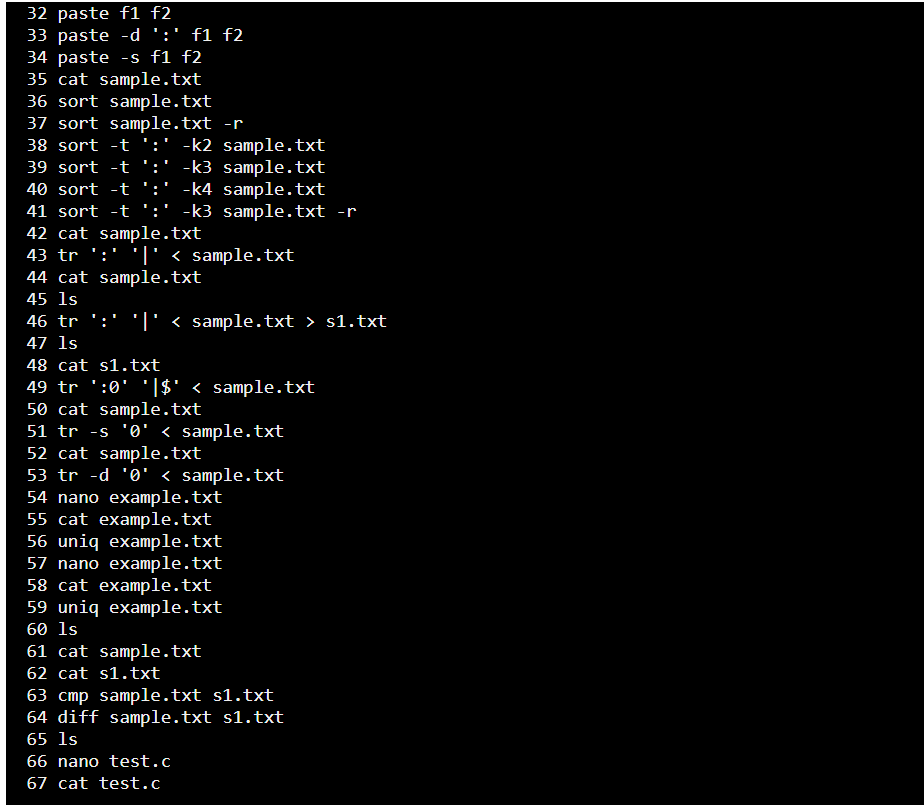 32 paste f1 f2
33 paste -d ':' f1 f2
34 paste -s f1 f2
35 cat sample.txt
36 sort sample.txt
37 sort sample.txt -r
38 sort -t ':' -k2 sample.txt
39 sort -t ':' -k3 sample.txt
40 sort -t ':' -k4 sample.txt
41 sort -t ':' -k3 sample.txt -r
42 cat sample.txt
43 tr ':' '|' < sample.txt
44 cat sample.txt
45 ls
46 tr ':' '|' < sample.txt > s1.txt
47 ls
48 cat s1.txt
49 tr ':0' '|$' < sample.txt
50 cat sample.txt
51 tr -s '0' < sample.txt
52 cat sample.txt
53 tr -d '0' < sample.txt
54 nano example.txt
55 cat example.txt
56 uniq example.txt
57 nano example.txt
58 cat example.txt
59 uniq example.txt
60 ls
61 cat sample.txt
62 cat s1.txt
63 cmp sample.txt s1.txt
64 diff sample.txt s1.txt
65 ls
66 nano test.c
67 cat test.c